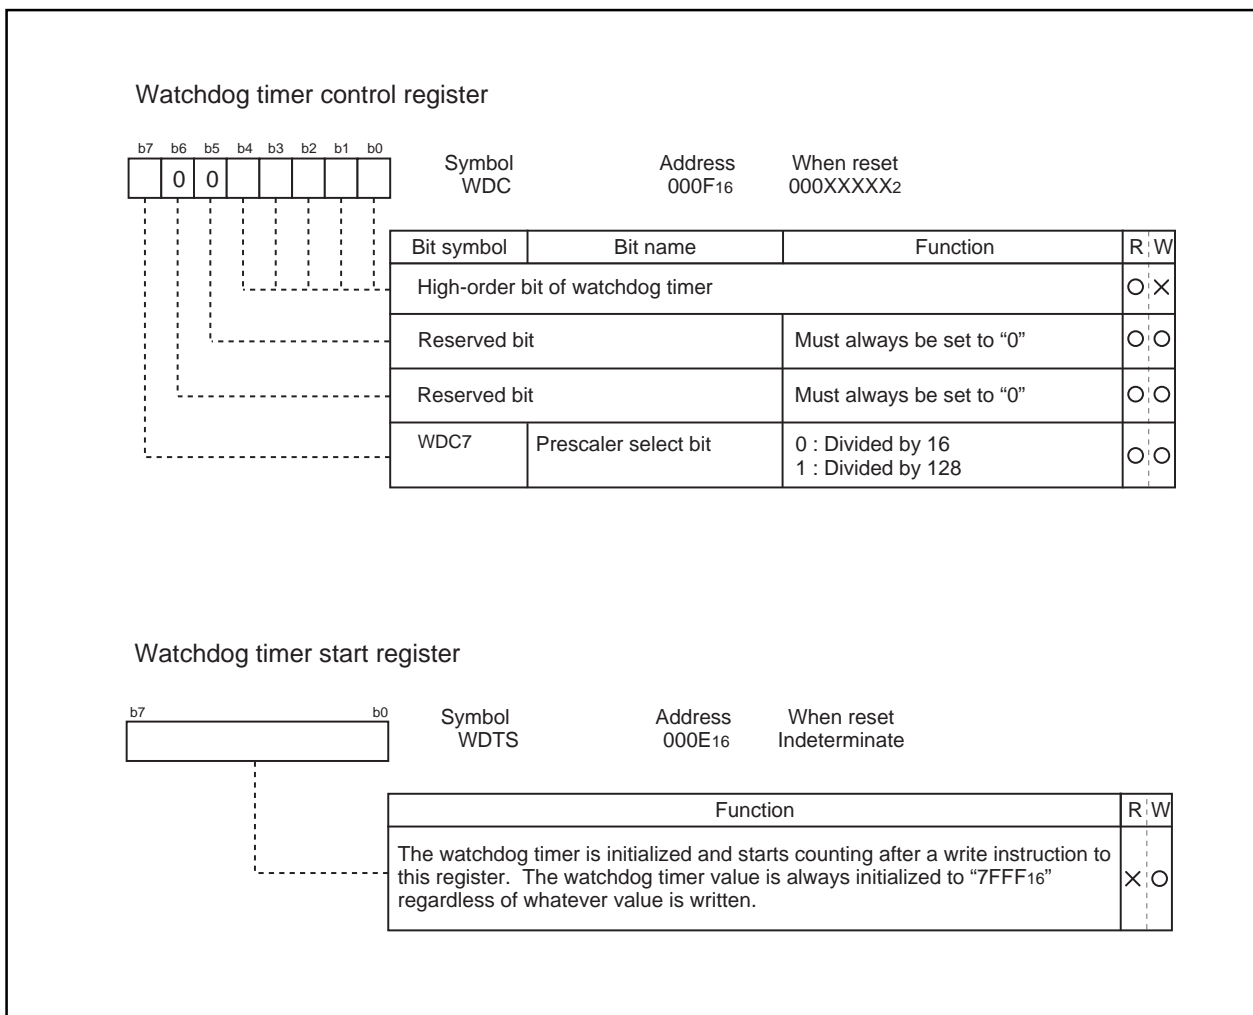 Watchdog timer control register
b7 b6 b5 b4 b3 b2 b1 b0
0 0
Symbol Address When reset
WDC 000F16 000XXXXX2
Bit symbol Bit name Function R W
High-order bit of watchdog timer
Reserved bit Must always be set to “0”
Reserved bit Must always be set to “0”
WDC7 Prescaler select bit 0 : Divided by 16
1 : Divided by 128
Watchdog timer start register
b7 b0
Symbol Address When reset
WDTS 000E16 Indeterminate
Function R W
The watchdog timer is initialized and starts counting after a write instruction to
this register. The watchdog timer value is always initialized to “7FFF16”
regardless of whatever value is written.